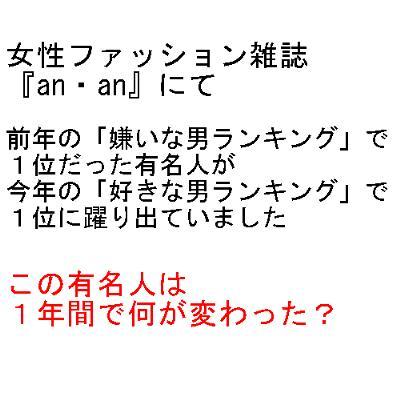 女性ファッション雑誌
『an・an』にて
前年の「嫌いな男ランキング」で
１位だった有名人が
今年の「好きな男ランキング」で
１位に躍り出ていました
この有名人は
１年間で何が変わった？